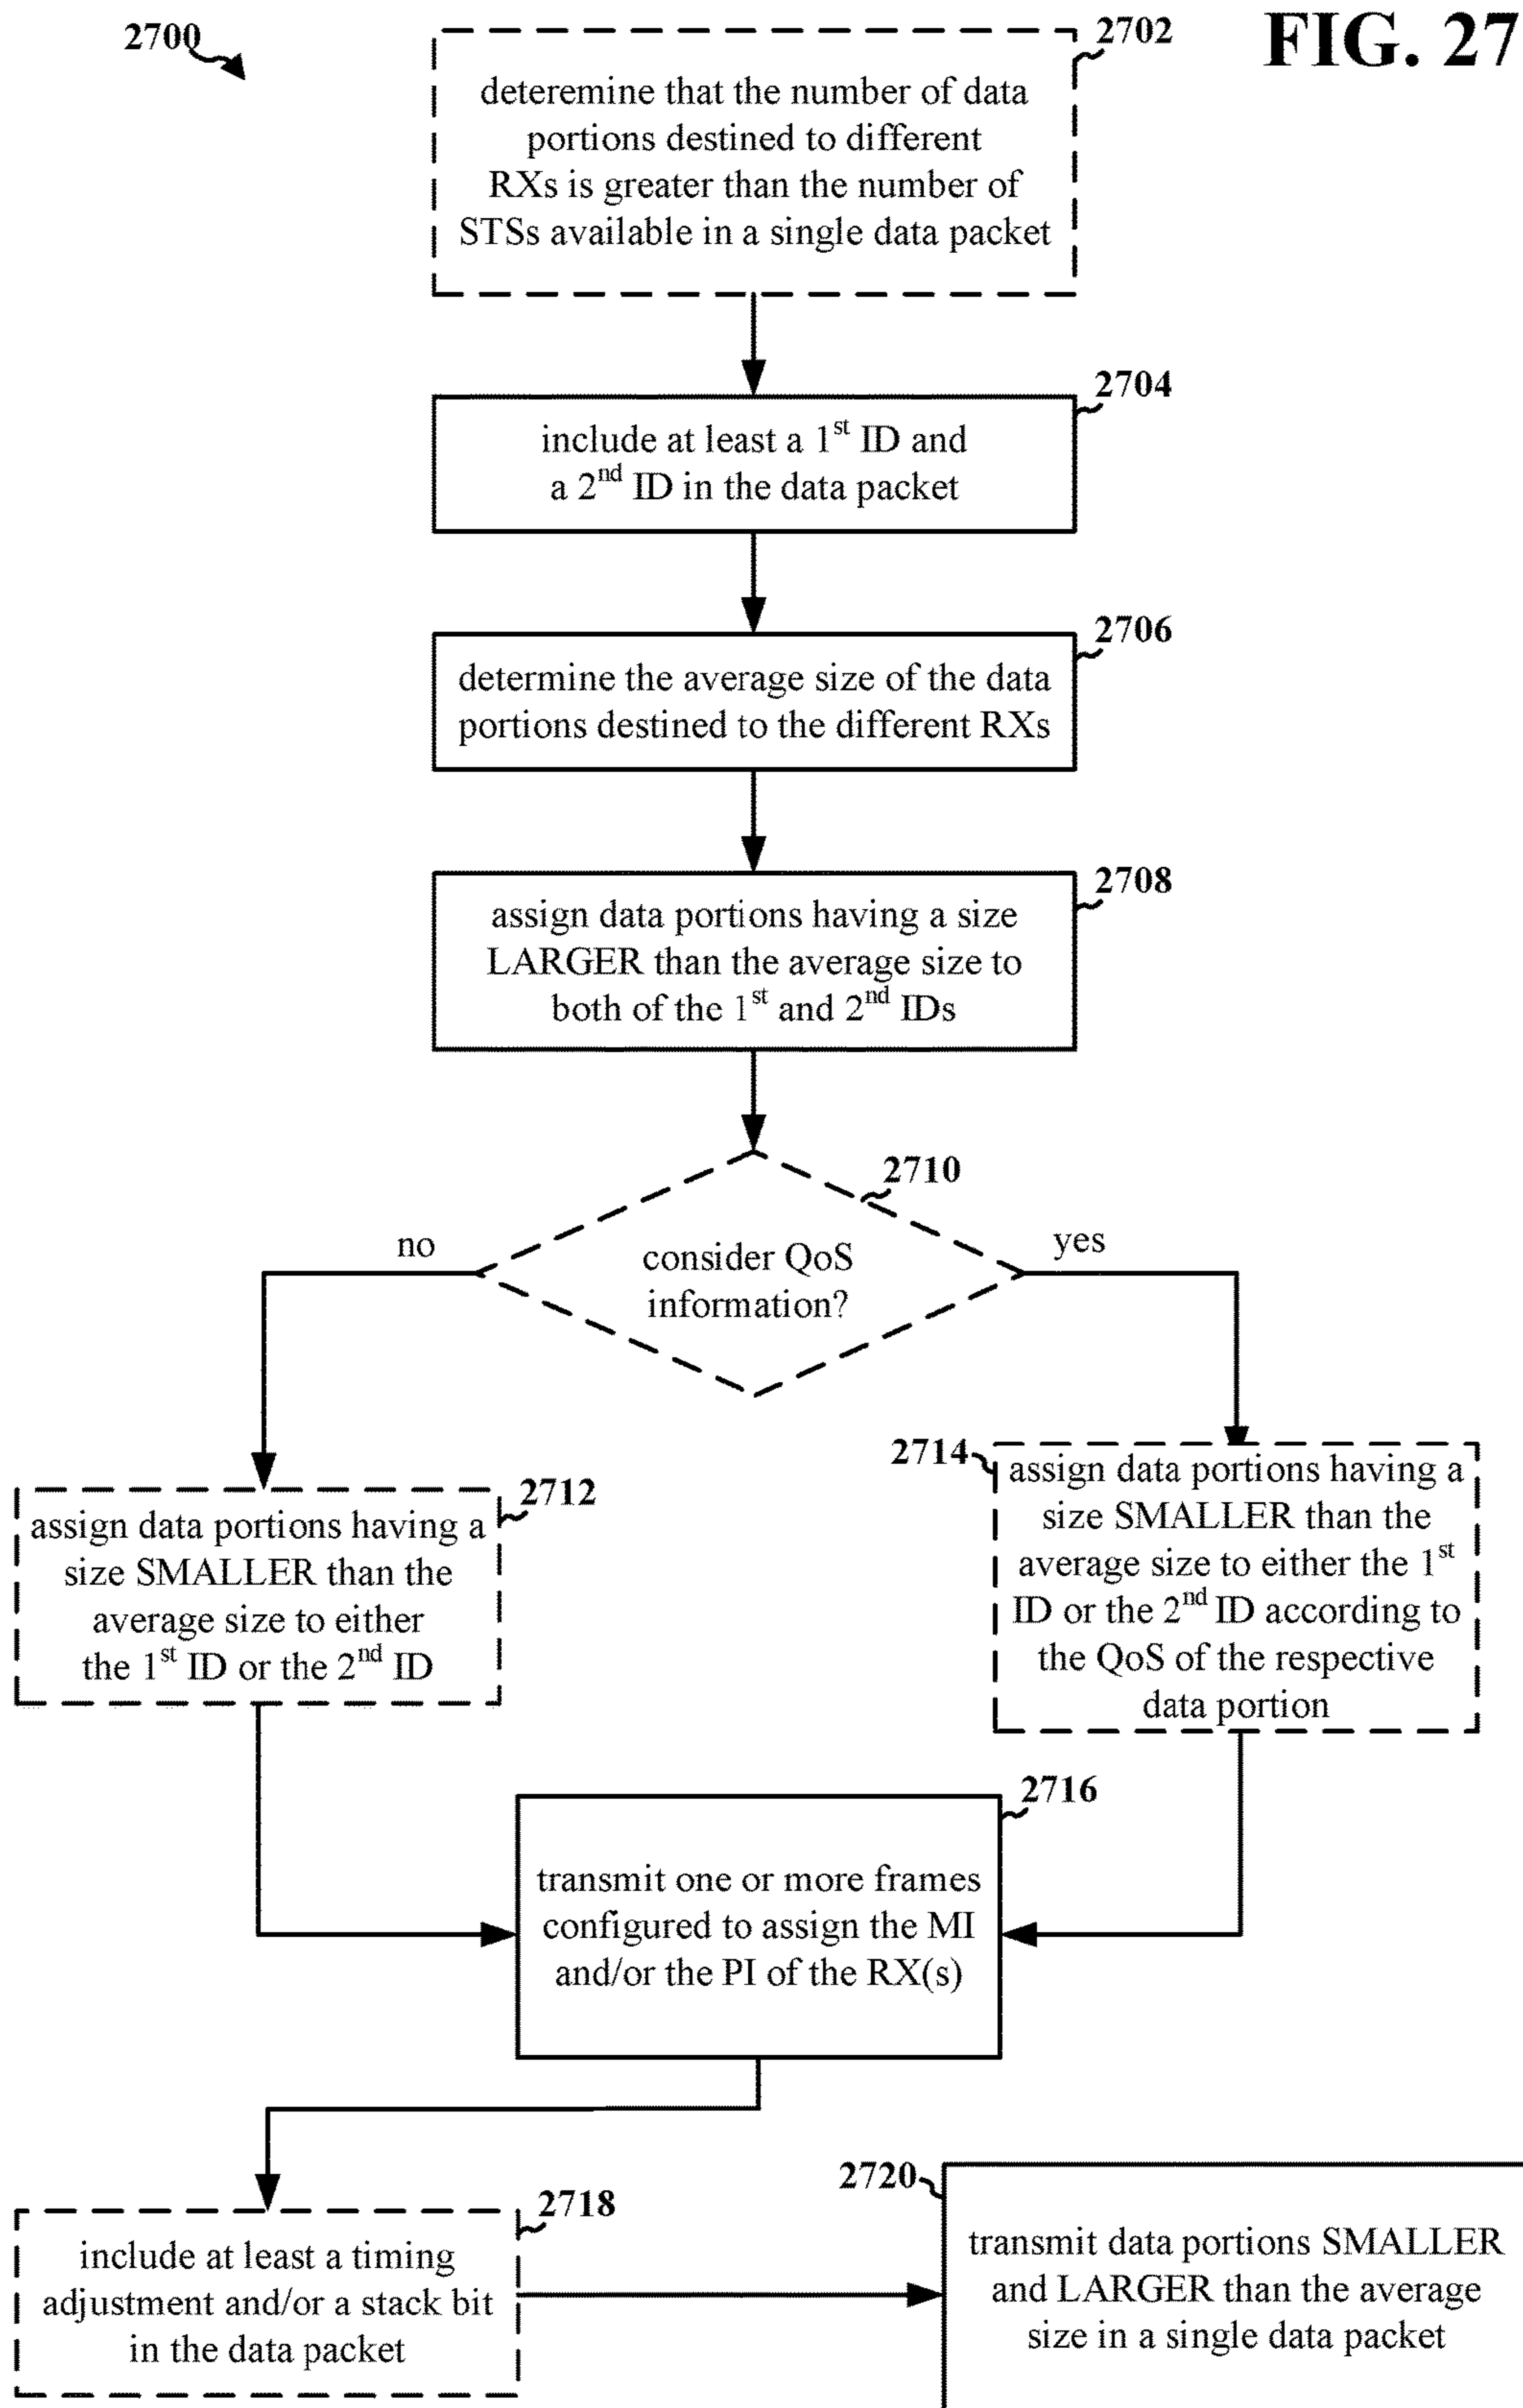 FIG. 27
2700
2702
deteremine that the number of data
portions destined to different
RXs is greater than the number of
STSs available in a single data packet
2704
include at least a 1st ID and
a 2nd ID in the data packet
2706
determine the average size of the data
portions destined to the different RXs
2708
assign data portions having a size
LARGER than the average size to
both of the 1st and 2nd IDs
2710
consider QoS
information?
no
yes
2712
assign data portions having a
size SMALLER than the
average size to either
the 1st ID or the 2nd ID
2714
assign data portions having a
size SMALLER than the
average size to either the 1st
ID or the 2nd ID according to
the QoS of the respective
data portion
2716
transmit one or more frames
configured to assign the MI
and/or the PI of the RX(s)
2718
include at least a timing
adjustment and/or a stack bit
in the data packet
2720
transmit data portions SMALLER
and LARGER than the average
size in a single data packet